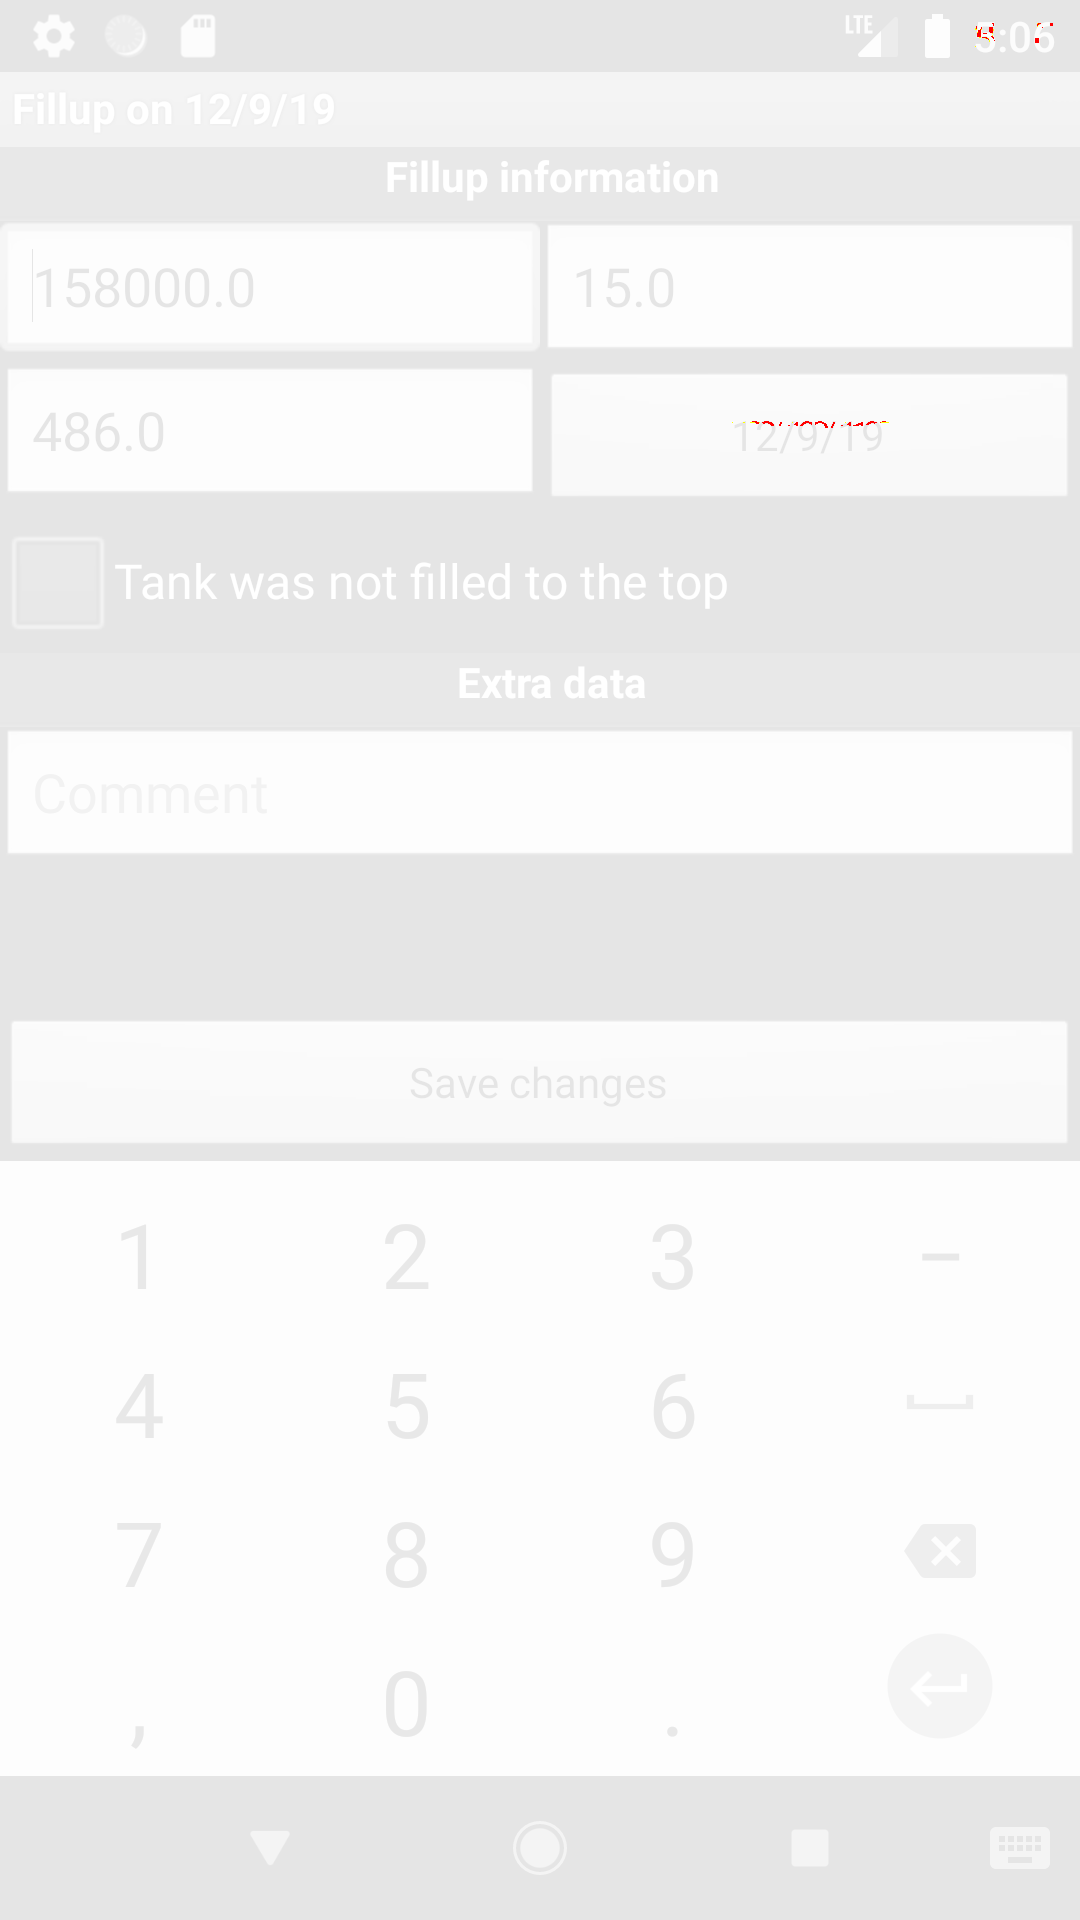 LTE
Fillup on 12/9/19
Fillup information
158000.0 15.0
486.0 12/9/19
Tank was not filled to the top
Extra data
Comment
Save changes
1 2 3 –
4 5 6
7 8 9
, 0 .